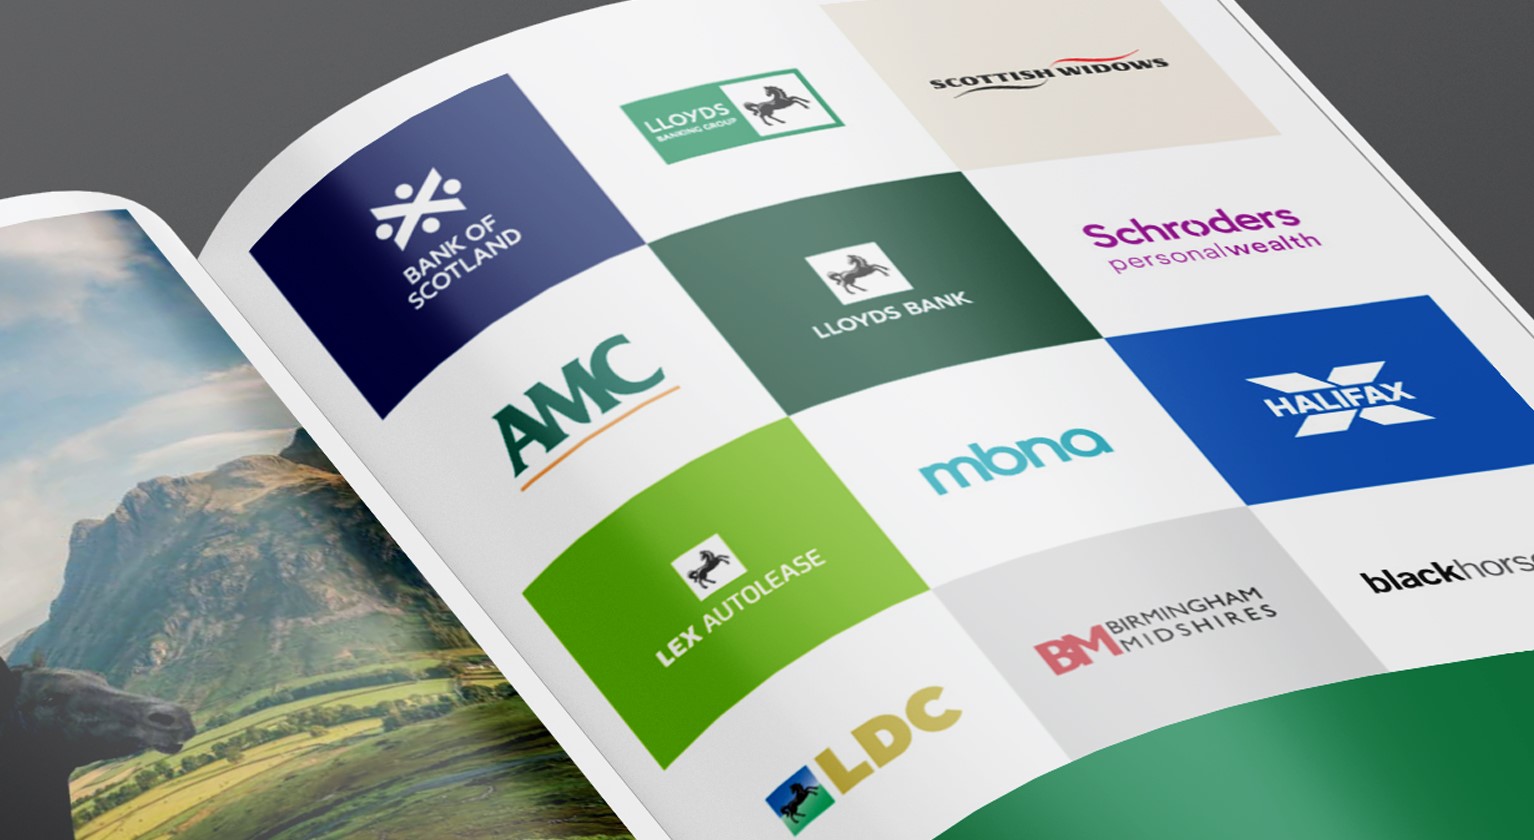 BANK OF
SCOTLAND
LLOYDS
BANKING GROUP
SCOTTISH WIDOWS
AMC
LLOYDS BANK
Schroders
personalwealth
LEX AUTOLEASE
mbna
HALIFAX
LDC
BM BIRMINGHAM
MIDSHIRES
blackhorse